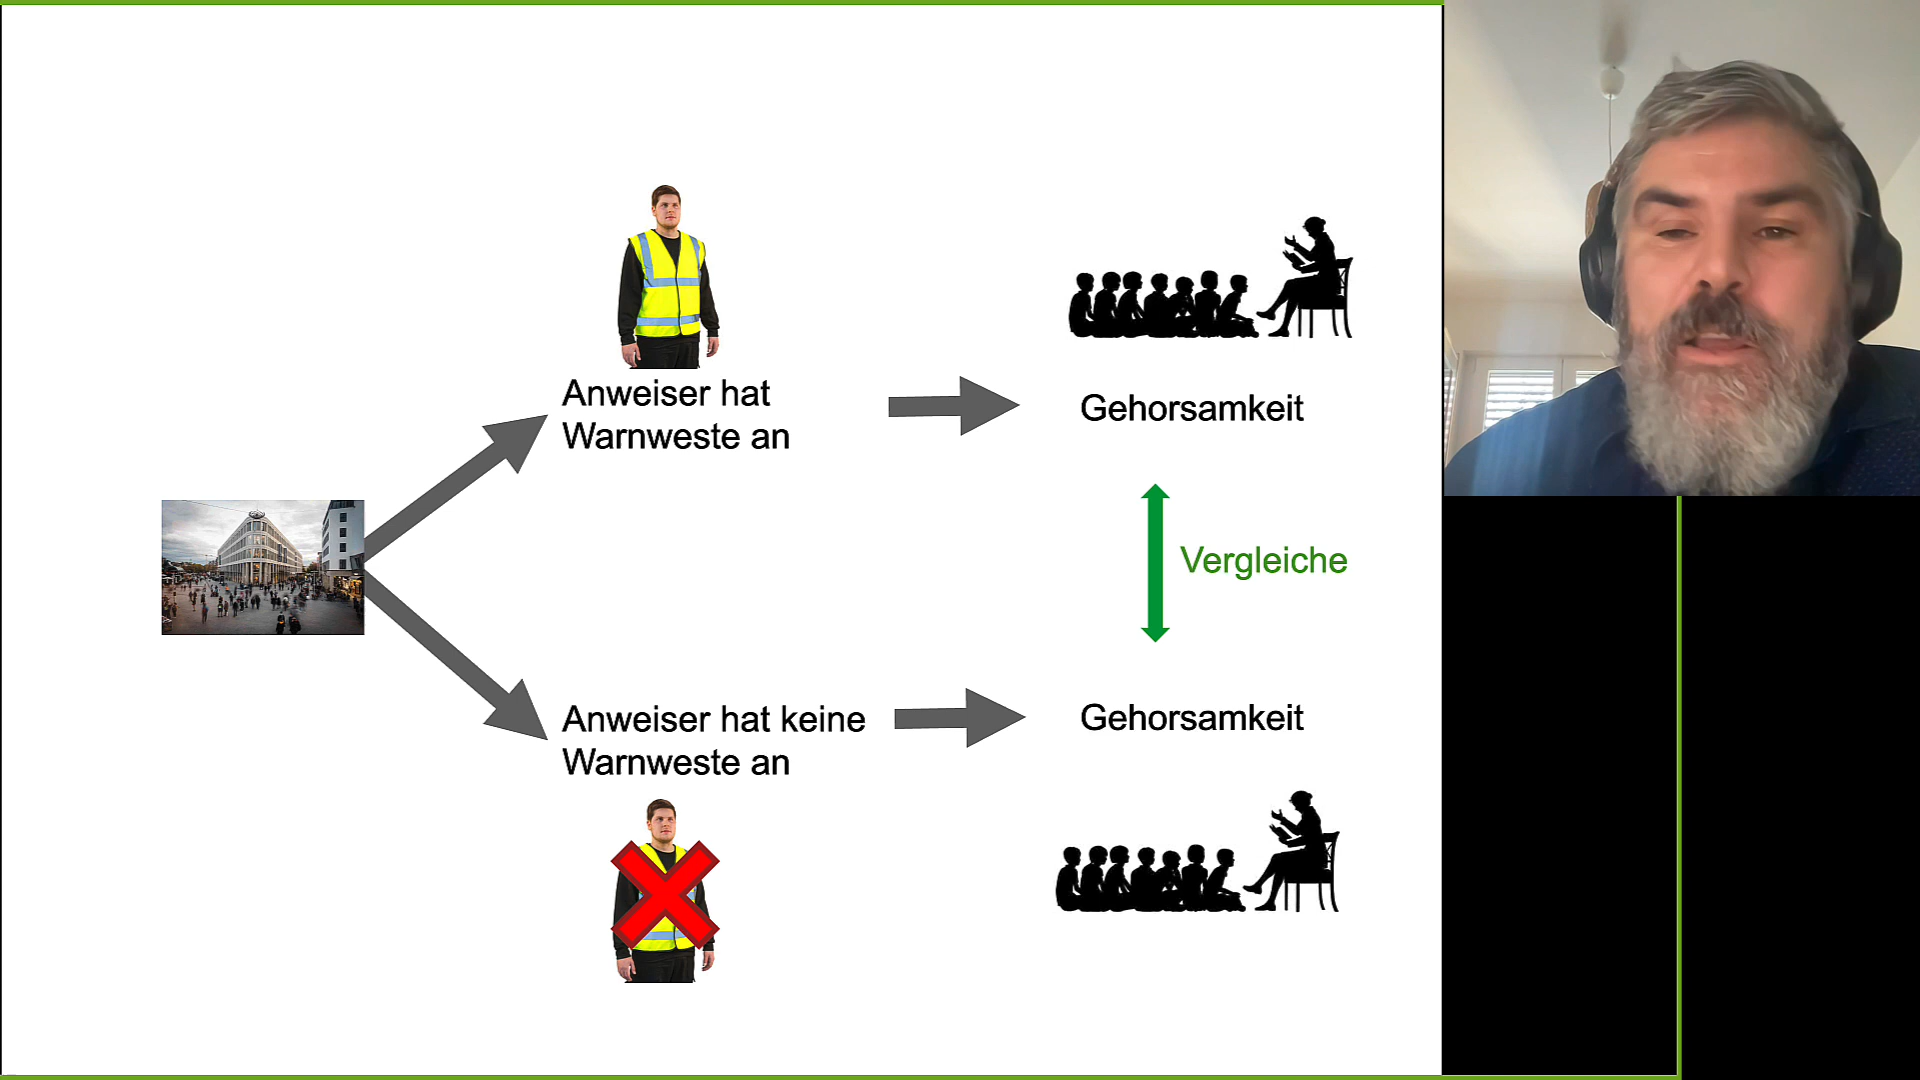 Anweiser hat
Warnweste an
Gehorsamkeit
Vergleiche
Anweiser hat keine
Warnweste an
Gehorsamkeit